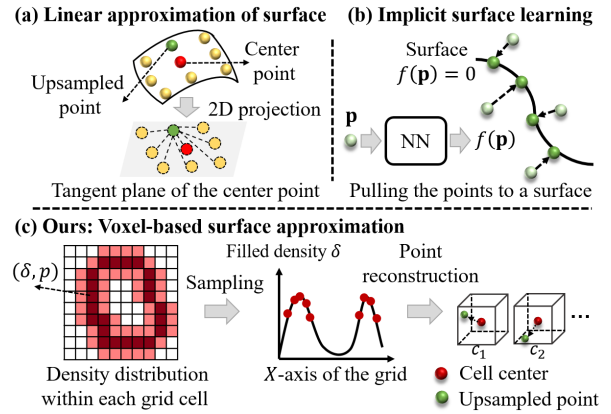 (a) Linear approximation of surface
Center
point
Upsampled
point
2D projection
Tangent plane of the center point
(b) Implicit surface learning
Surface
f(p) = 0
p
NN
f(p)
Pulling the points to a surface
(c) Ours: Voxel-based surface approximation
(δ, p)
Density distribution
within each grid cell
Sampling
Filled density δ
X-axis of the grid
Point
reconstruction
c₁
c₂
...
Cell center
Upsampled point